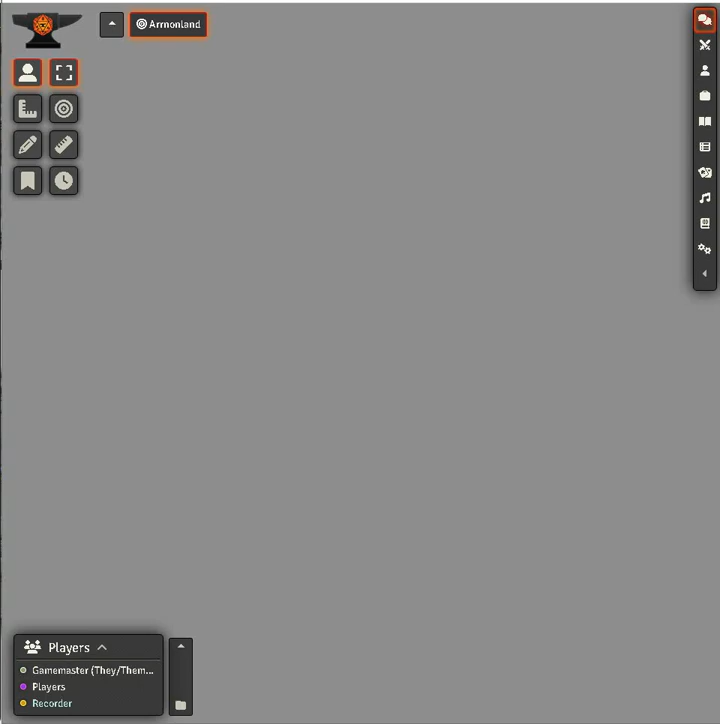 Armonland
Players
Gamemaster (They/Them...
Players
Recorder